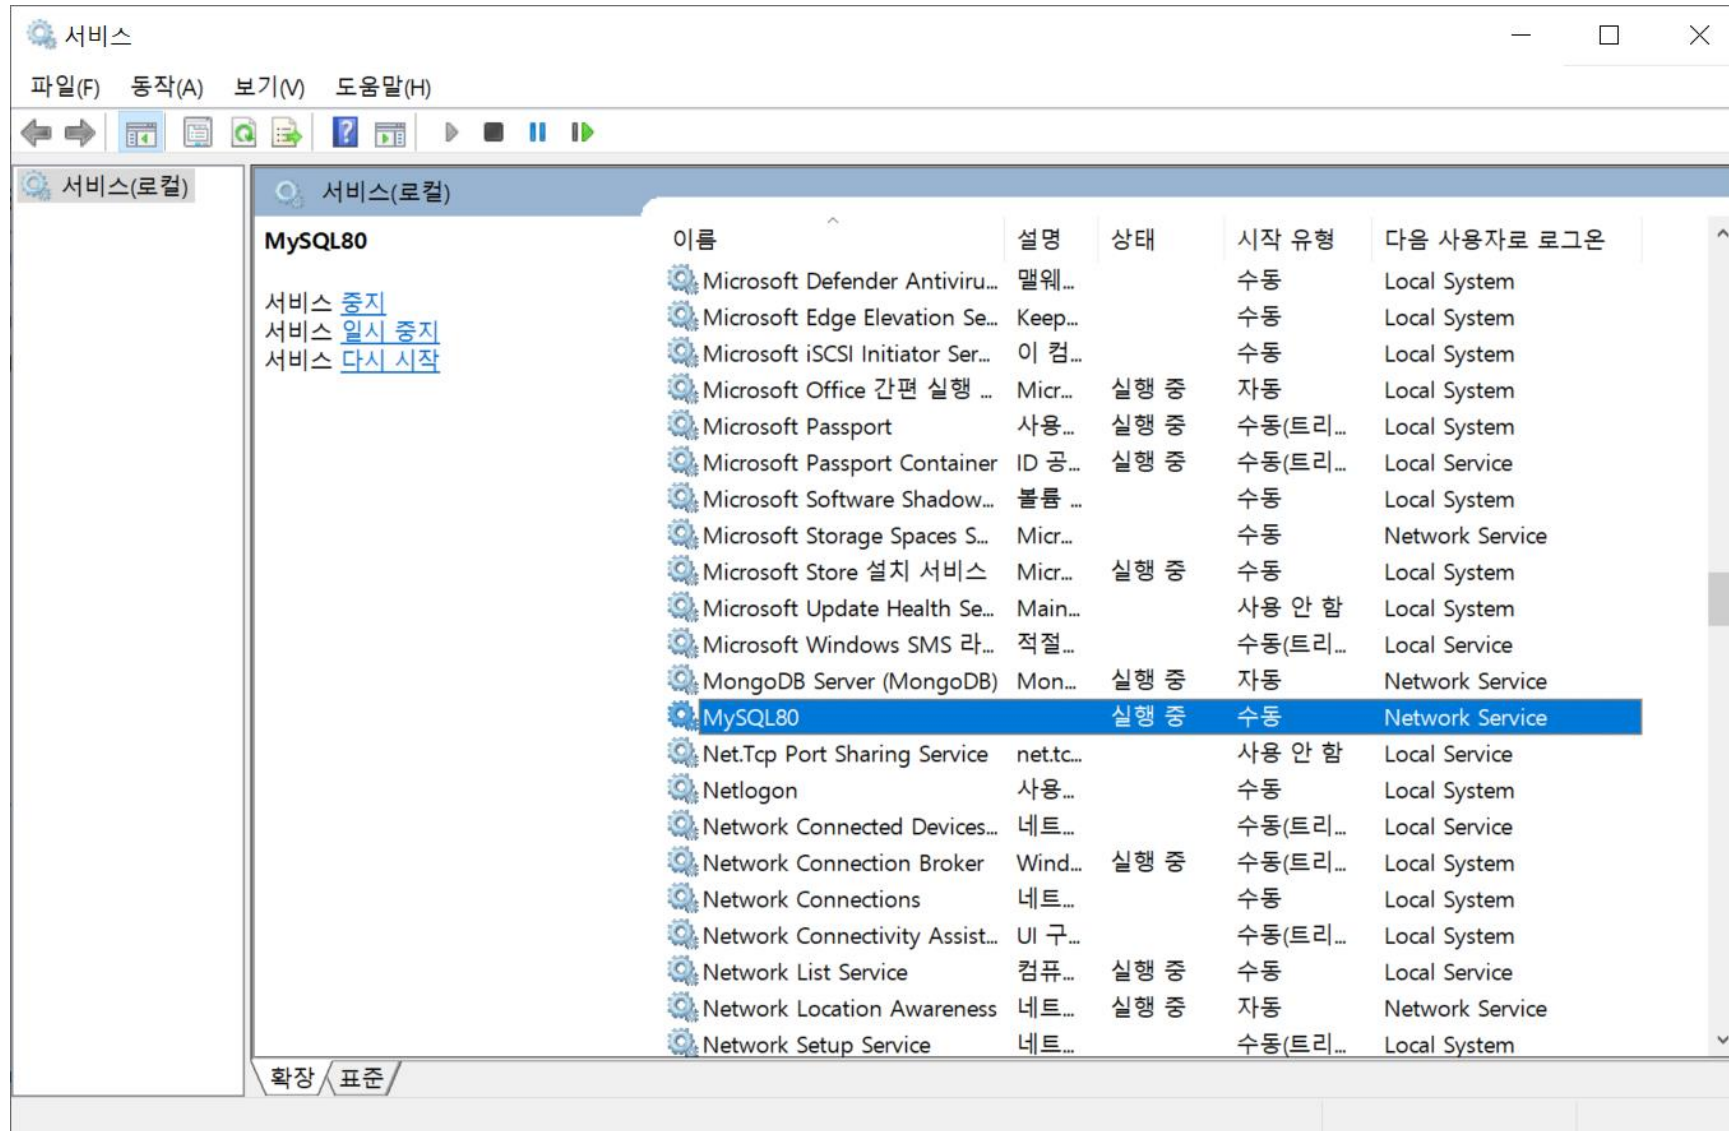 서비스
파일(F) 동작(A) 보기(V) 도움말(H)
서비스(로컬)
서비스(로컬)
MySQL80
서비스 중지
서비스 일시 중지
서비스 다시 시작
이름 설명 상태 시작 유형 다음 사용자로 로그온
Microsoft Defender Antiviru... 맬웨... 수동 Local System
Microsoft Edge Elevation Se... Keep... 수동 Local System
Microsoft iSCSI Initiator Ser... 이 컴... 수동 Local System
Microsoft Office 간편 실행 ... Micr... 실행 중 자동 Local System
Microsoft Passport 사용... 실행 중 수동(트리... Local System
Microsoft Passport Container ID 공... 실행 중 수동(트리... Local Service
Microsoft Software Shadow... 볼륨 ... 수동 Local System
Microsoft Storage Spaces S... Micr... 수동 Network Service
Microsoft Store 설치 서비스 Micr... 실행 중 수동 Local System
Microsoft Update Health Se... Main... 사용 안 함 Local System
Microsoft Windows SMS 라... 적절... 수동(트리... Local Service
MongoDB Server (MongoDB) Mon... 실행 중 자동 Network Service
MySQL80 실행 중 수동 Network Service
Net.Tcp Port Sharing Service net.tc... 사용 안 함 Local Service
Netlogon 사용... 수동 Local System
Network Connected Devices... 네트... 수동(트리... Local Service
Network Connection Broker Wind... 실행 중 수동(트리... Local System
Network Connections 네트... 수동 Local System
Network Connectivity Assist... UI 구... 수동(트리... Local System
Network List Service 컴퓨... 실행 중 수동 Local Service
Network Location Awareness 네트... 실행 중 자동 Network Service
Network Setup Service 네트... 수동(트리... Local System
확장 표준